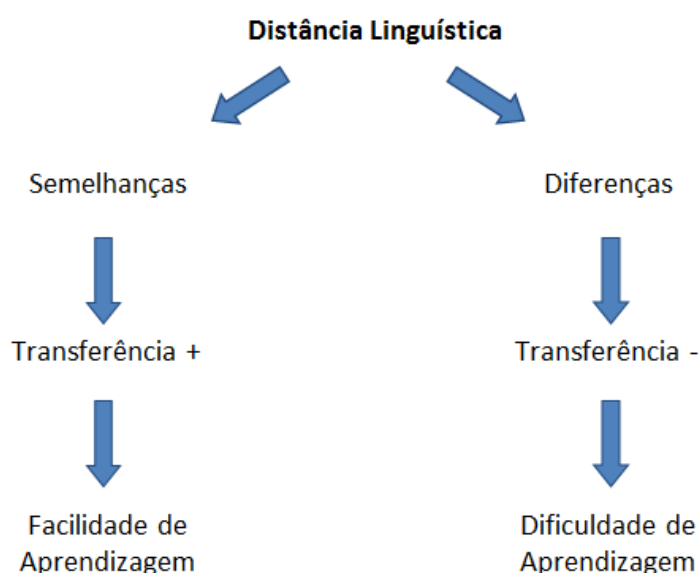 Distância Linguística
Semelhanças
Diferenças
Transferência +
Transferência -
Facilidade de
Aprendizagem
Dificuldade de
Aprendizagem